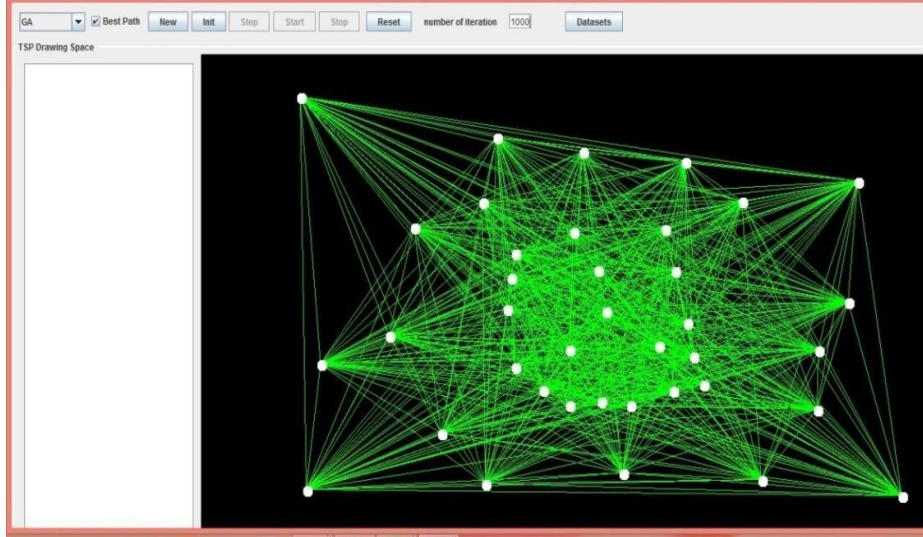 GA Best Path New Init Step Start Stop Reset number of iteration 1000 Datasets
TSP Drawing Space